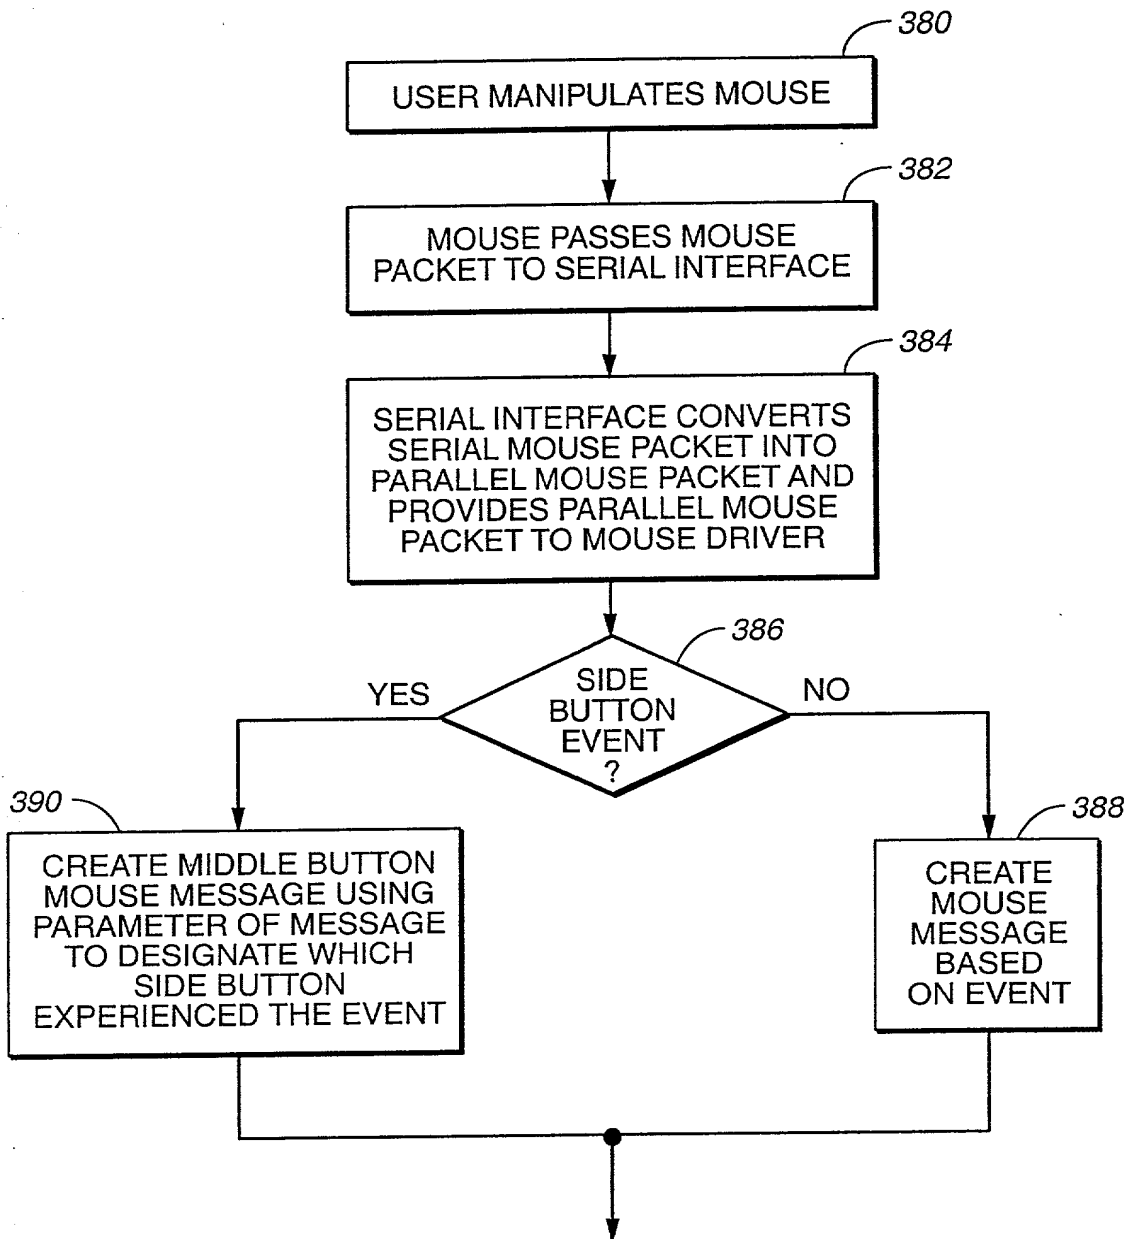 380
USER MANIPULATES MOUSE
382
MOUSE PASSES MOUSE
PACKET TO SERIAL INTERFACE
384
SERIAL INTERFACE CONVERTS
SERIAL MOUSE PACKET INTO
PARALLEL MOUSE PACKET AND
PROVIDES PARALLEL MOUSE
PACKET TO MOUSE DRIVER
386
SIDE
BUTTON
EVENT
?
YES
NO
390
CREATE MIDDLE BUTTON
MOUSE MESSAGE USING
PARAMETER OF MESSAGE
TO DESIGNATE WHICH
SIDE BUTTON
EXPERIENCED THE EVENT
388
CREATE
MOUSE
MESSAGE
BASED
ON EVENT